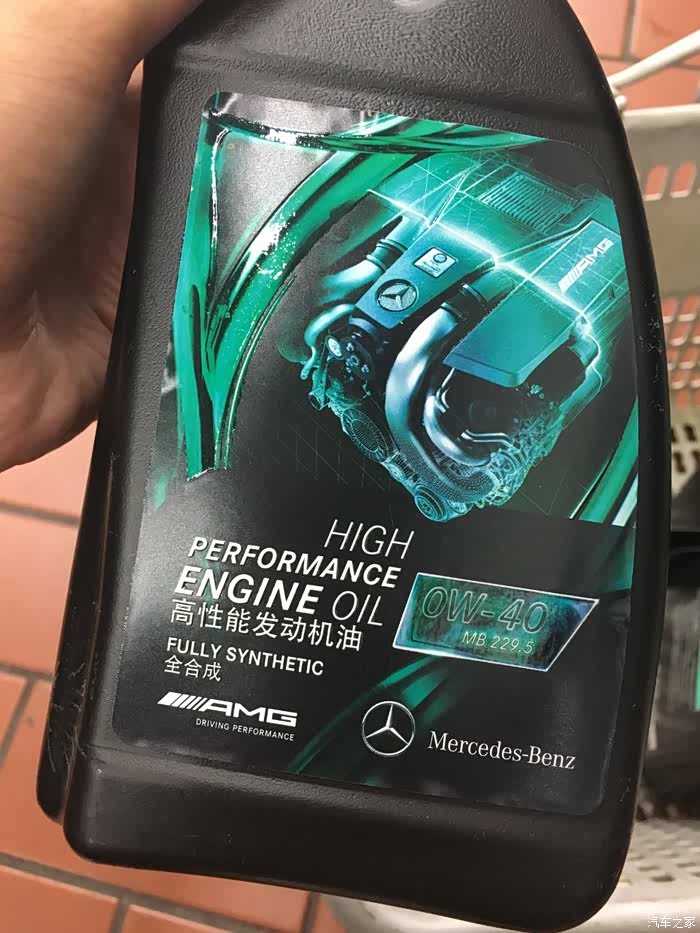 AMG
HIGH
PERFORMANCE
ENGINE OIL
高性能发动机油
FULLY SYNTHETIC
全合成
0W-40
MB 229.5
AMG
DRIVING PERFORMANCE
Mercedes-Benz
汽车之家